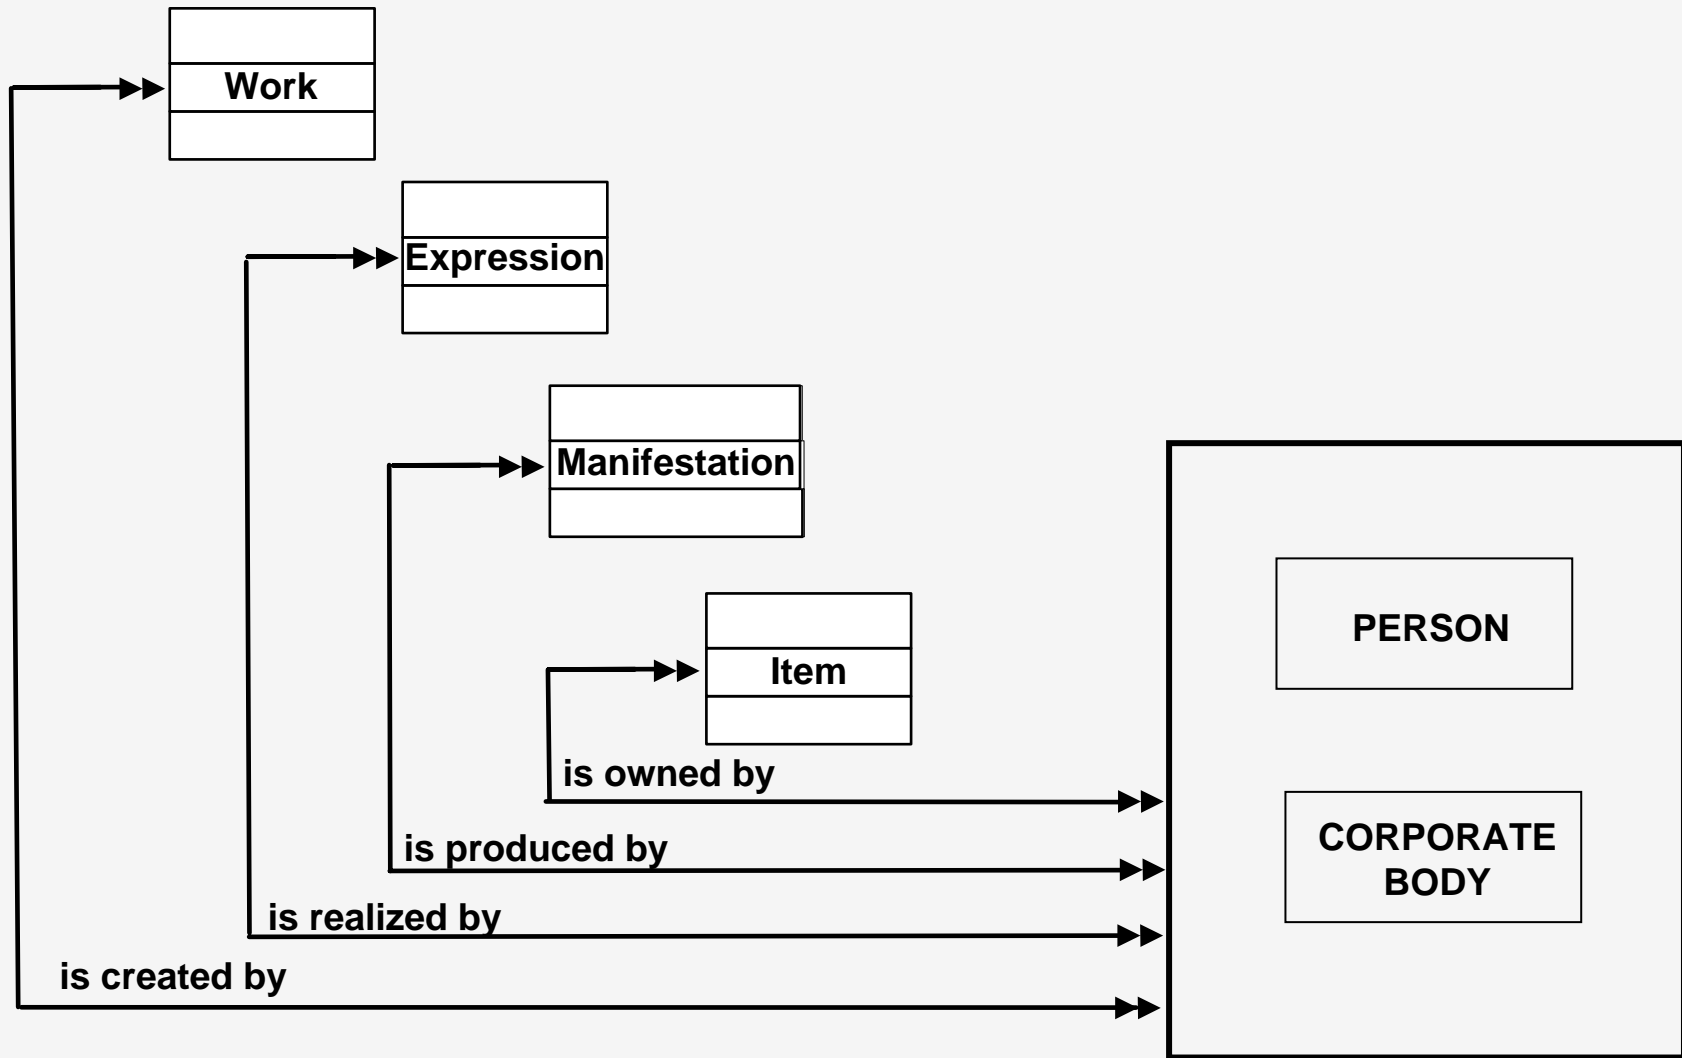 Work
Expression
Manifestation
Item
is owned by
is produced by
is realized by
is created by
PERSON
CORPORATE
BODY